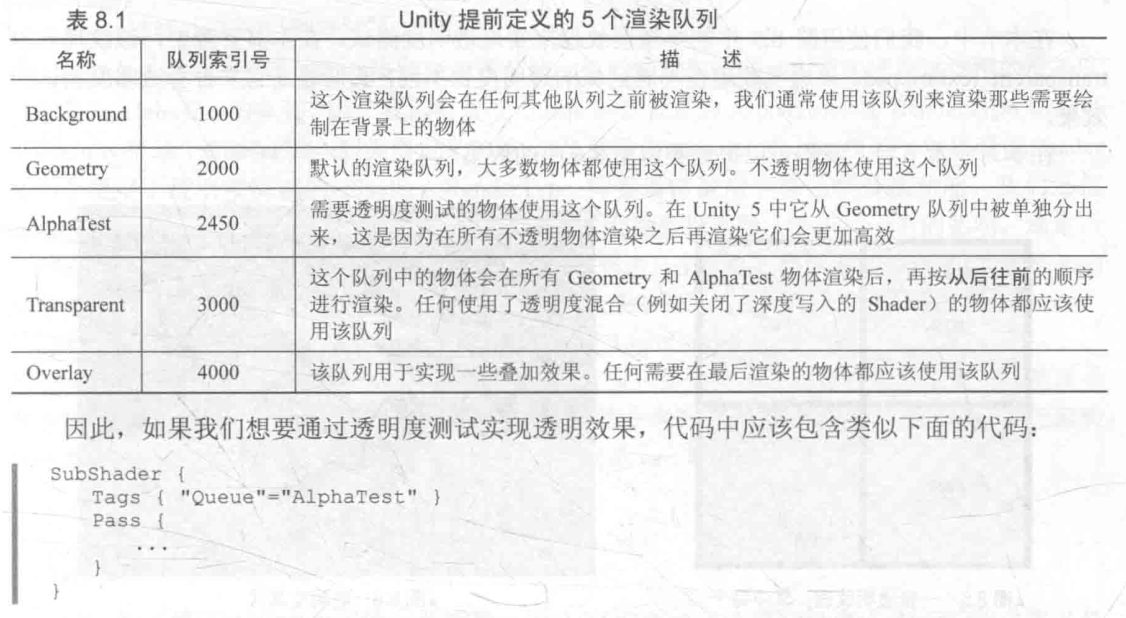 表 8.1 Unity 提前定义的 5 个渲染队列
名称 队列索引号 描 述
Background 1000 这个渲染队列会在任何其他队列之前被渲染，我们通常使用该队列来渲染那些需要绘
制在背景上的物体
Geometry 2000 默认的渲染队列，大多数物体都使用这个队列。不透明物体使用这个队列
AlphaTest 2450 需要透明度测试的物体使用这个队列。在 Unity 5 中它从 Geometry 队列中被单独分出
来，这是因为在所有不透明物体渲染之后再渲染它们会更加高效
Transparent 3000 这个队列中的物体会在所有 Geometry 和 AlphaTest 物体渲染后，再按从后往前的顺序
进行渲染。任何使用了透明度混合（例如关闭了深度写入的 Shader）的物体都应该使
用该队列
Overlay 4000 该队列用于实现一些叠加效果。任何需要在最后渲染的物体都应该使用该队列
因此，如果我们想要通过透明度测试实现透明效果，代码中应该包含类似下面的代码：
SubShader {
Tags { "Queue"="AlphaTest" }
Pass {
...
}
}